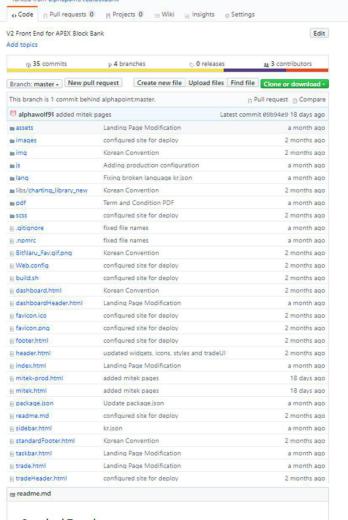 Code Pull requests 0 Projects 0 Wiki Insights Settings
V2 Front End for APEX Block Bank Edit
Add topics
35 commits 4 branches 0 releases 3 contributors
Branch: master New pull request Create new file Upload files Find file Clone or download
This branch is 1 commit behind alphapoint:master. Pull request Compare
alphawolf91 added mitek pages Latest commit 18 days ago
assets Landing Page Modification a month ago
images configured site for deploy 2 months ago
img Korean Convention 2 months ago
js Adding production configuration a month ago
lang Fixing broken language kr.json a month ago
libs/charting_library_new Korean Convention 2 months ago
pdf Term and Condition PDF a month ago
scss configured site for deploy 2 months ago
.gitignore fixed file names 2 months ago
.npmrc fixed file names 2 months ago
BitNaru_Fav.gif.png Korean Convention 2 months ago
Web.config configured site for deploy 2 months ago
build.sh configured site for deploy 2 months ago
dashboard.html Korean Convention 2 months ago
dashboardHeader.html Landing Page Modification a month ago
favicon.ico configured site for deploy 2 months ago
favicon.png configured site for deploy 2 months ago
footer.html configured site for deploy 2 months ago
header.html updated widgets, icons, styles and tradeUI 2 months ago
index.html Landing Page Modification a month ago
mitek-prod.html added mitek pages 18 days ago
mitek.html added mitek pages 18 days ago
package.json Update package.json a month ago
readme.md configured site for deploy 2 months ago
sidebar.html kr.json a month ago
standardFooter.html Korean Convention 2 months ago
taskbar.html Landing Page Modification a month ago
trade.html Landing Page Modification a month ago
tradeHeader.html configured site for deploy 2 months ago
readme.md